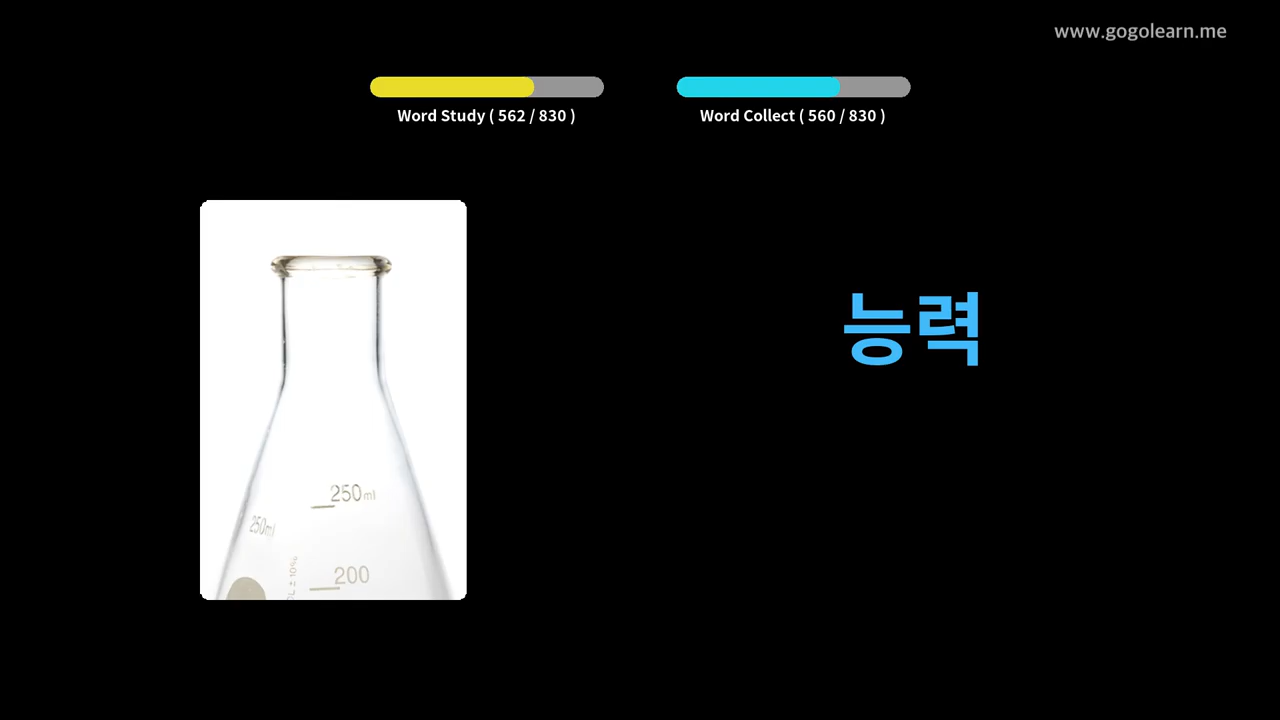 www.gogolearn.me
Word Study ( 562 / 830 )
Word Collect ( 560 / 830 )
능력
250ml
250ml
200